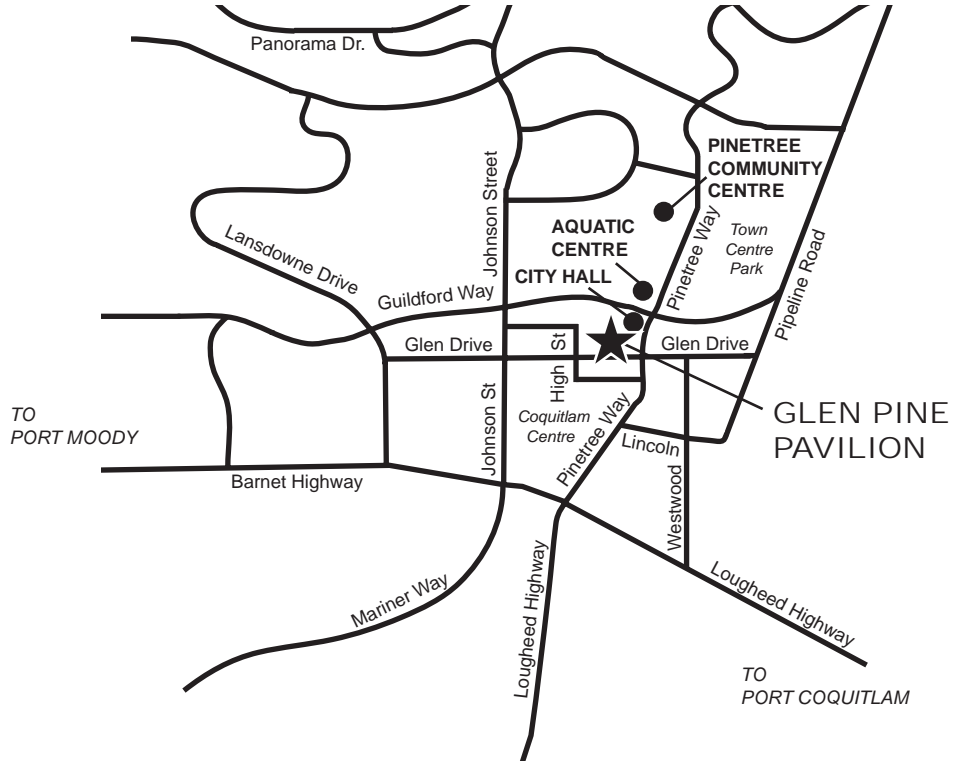 Panorama Dr.
PINETREE
COMMUNITY
CENTRE
Johnson Street
AQUATIC
CENTRE
Pinetree Way
Town
Centre
Park
Pipeline Road
Lansdowne Drive
CITY HALL
Guildford Way
Glen Drive
High St
Glen Drive
TO
PORT MOODY
Johnson St
Coquitlam
Centre
Pinetree Way
Lincoln
GLEN PINE
PAVILION
Barnet Highway
Westwood
Mariner Way
Lougheed Highway
Lougheed Highway
TO
PORT COQUITLAM